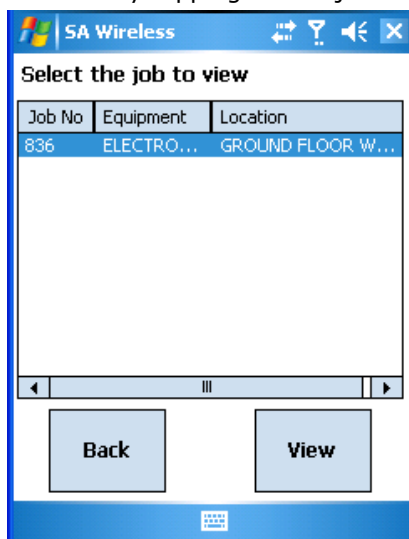 SA Wireless
Select the job to view
Job No Equipment Location
836 ELECTRO... GROUND FLOOR W...
Back View